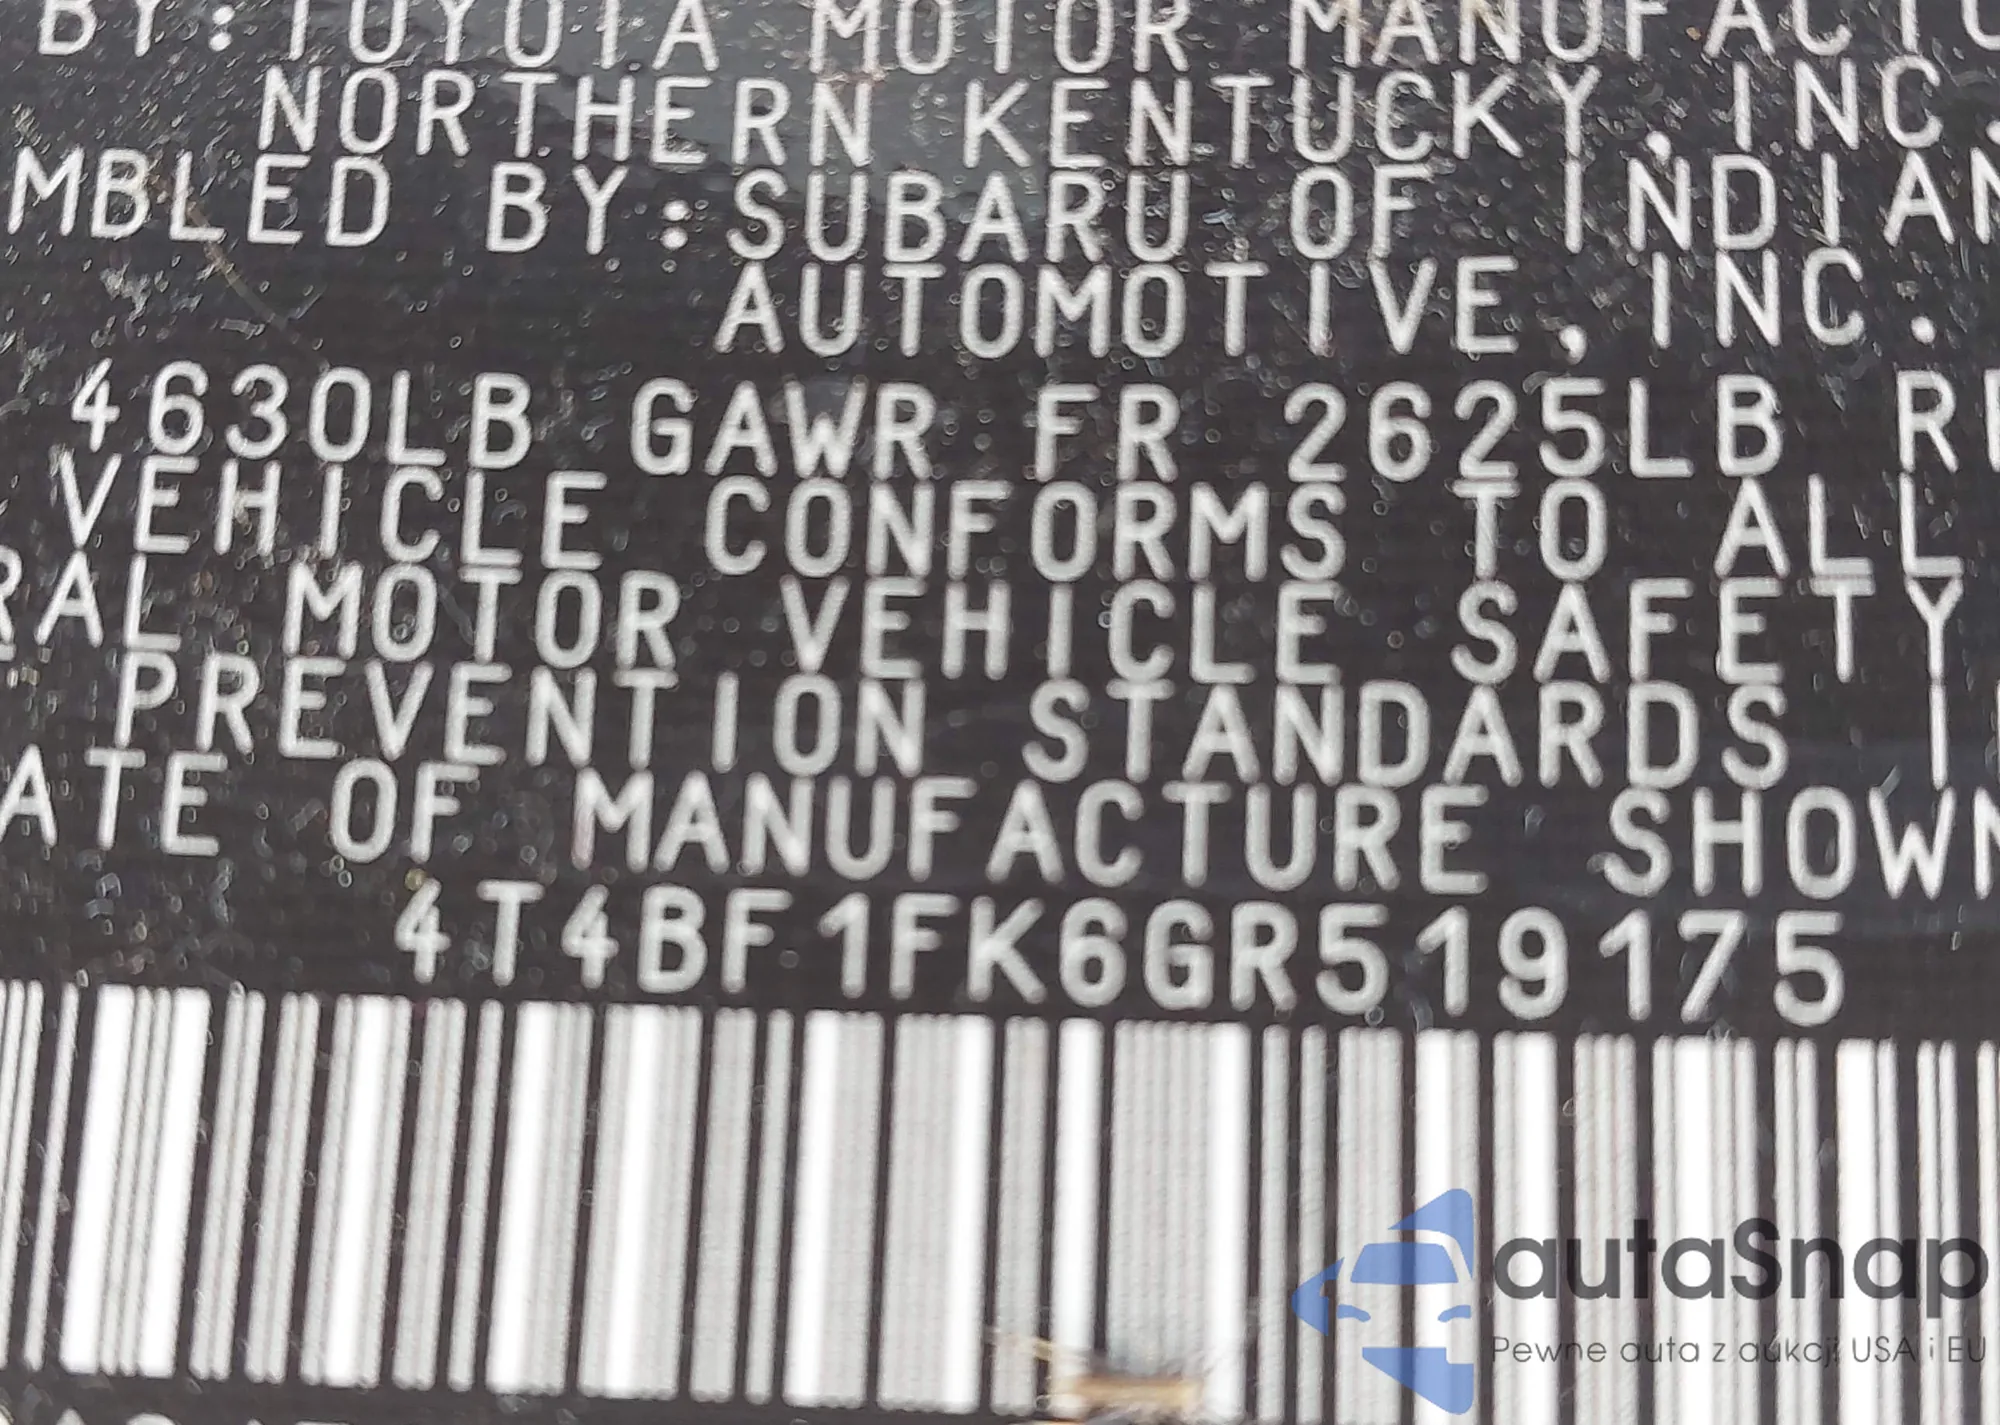 BY:TOYOTA MOTOR MANUFACTU
NORTHERN KENTUCKY,INC.
MBLED BY:SUBARU OF INDIAN
AUTOMOTIVE,INC.
4630LB GAWR FR 2625LB R
VEHICLE CONFORMS TO ALL
RAL MOTOR VEHICLE SAFETY
PREVENTION STANDARDS I
ATE OF MANUFACTURE SHOWN
4T4BF1FK6GR519175
autaSnap
Pewne auta z aukcji USA i EU